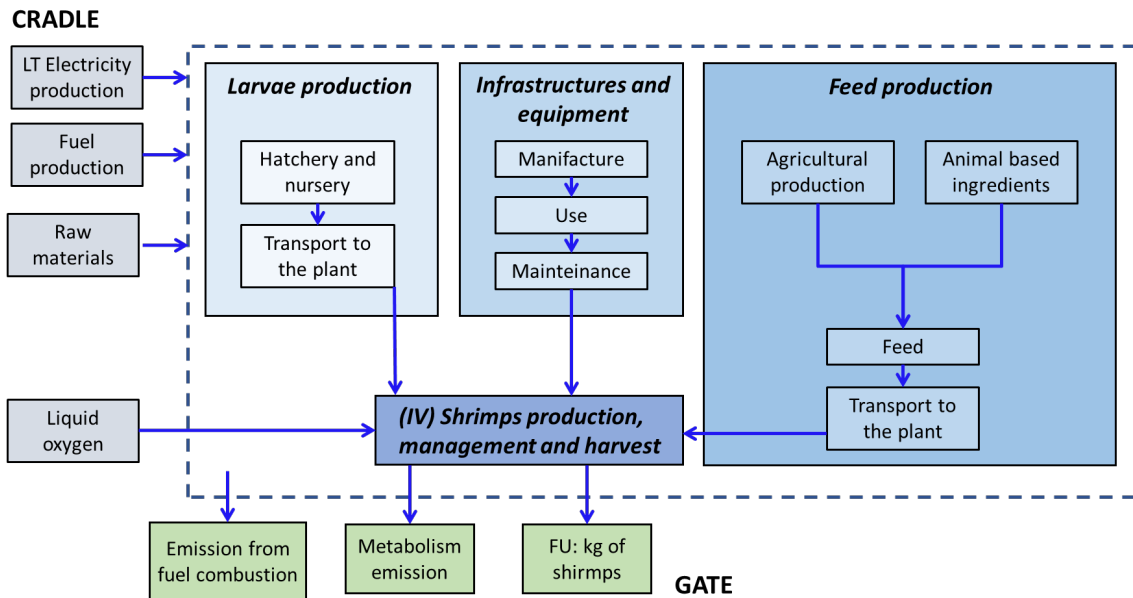 CRADLE
LT Electricity
production
Fuel
production
Raw
materials
Liquid
oxygen
Larvae production
Hatchery and
nursery
Transport to
the plant
Infrastructures and
equipment
Manifacture
Use
Mainteinance
Feed production
Agricultural
production
Animal based
ingredients
Feed
Transport to
the plant
(IV) Shrimps production,
management and harvest
Emission from
fuel combustion
Metabolism
emission
FU: kg of
shirmps
GATE